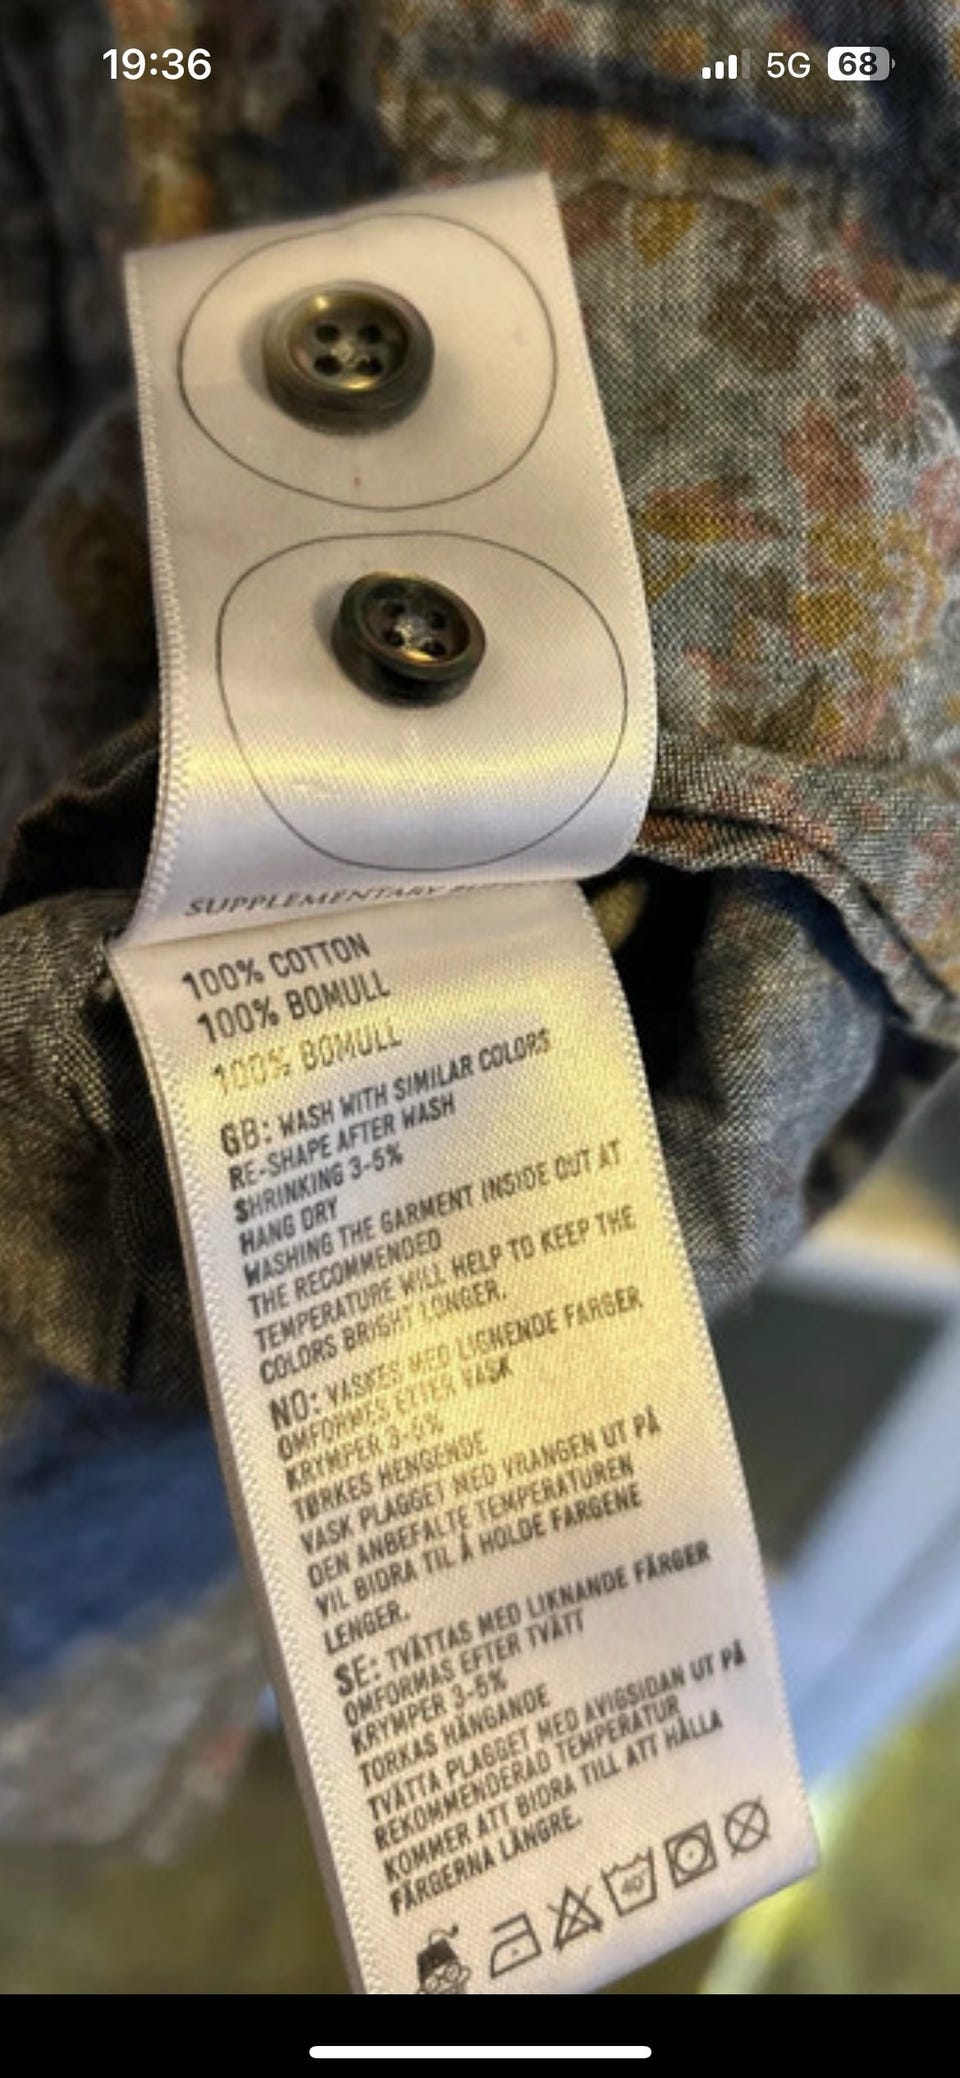 19:36
5G
68
SUPPLEMENTARY
100% COTTON
100% BOMULL
100% BOMULL
GB: WASH WITH SIMILAR COLORS
RE-SHAPE AFTER WASH
SHRINKING 3-5%
HANG DRY
WASHING THE GARMENT INSIDE OUT AT
THE RECOMMENDED
TEMPERATURE WILL HELP TO KEEP THE
COLORS BRIGHT LONGER.
NO: VASKES MED LIGNENDE FARGER
OMFORMES ETTER VASK
KRYMPER 3-5%
TØRKES HENGENDE
VASK PLAGGET MED VRANGEN UT PÅ
DEN ANBEFALTE TEMPERATUREN
VIL BIDRA TIL Å HOLDE FARGENE
LENGER.
SE: TVÄTTAS MED LIKNANDE FÄRGER
OMFORMAS EFTER TVÄTT
KRYMPER 3-5%
TORKAS HÄNGANDE
TVÄTTA PLAGGET MED AVIGSIDAN UT PÅ
REKOMMENDERAD TEMPERATUR
KOMMER ATT BIDRA TILL ATT HÅLLA
FÄRGERNA LÄNGRE.
40°